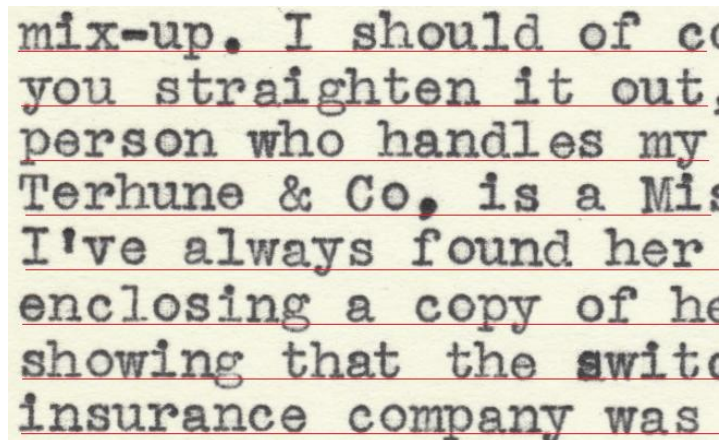 mix-up. I should of co
you straighten it out,
person who handles my
Terhune & Co. is a Mis
I've always found her
enclosing a copy of he
showing that the switc
insurance company was